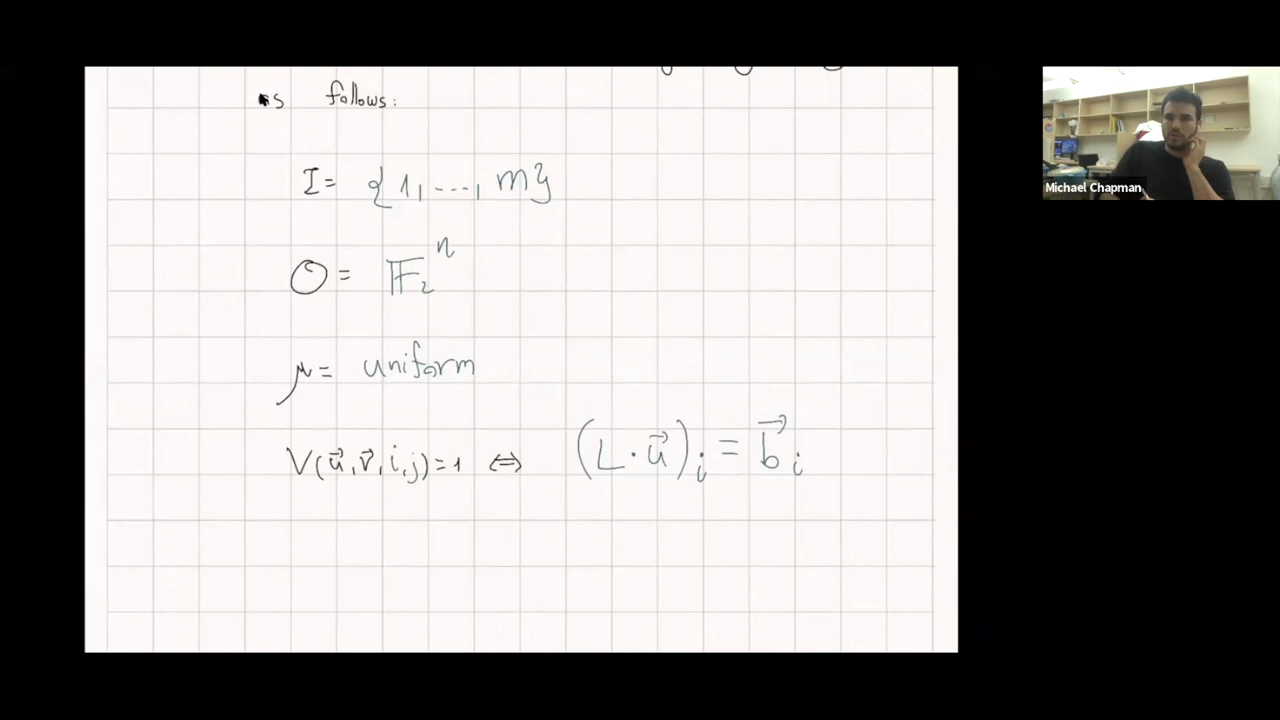 as follows:
I = {1, ..., m}
O = 𝔽₂ⁿ
μ = uniform
V(u⃗, v⃗, i, j) = 1 ⇔ (L · u⃗)ᵢ = b⃗ᵢ
Michael Chapman